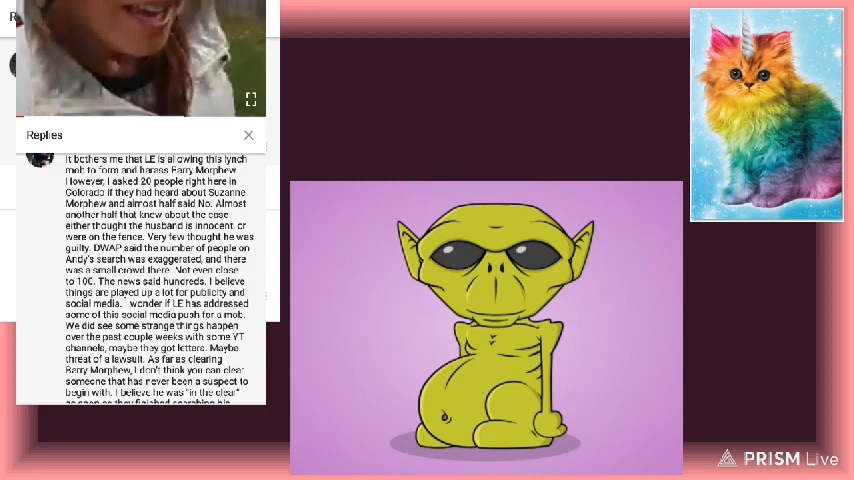 R
Replies
It bothers me that LE is allowing this lynch
mob to form and harass Barry Morphew
However, I asked 20 people right here in
Colorado if they had heard about Suzanne
Morphew and almost half said No. Almost
another half that knew about the case
either thought the husband is innocent, or
were on the fence. Very few thought he was
guilty. DWAP said the number of people on
Andy's search was exaggerated, and there
was a small crowd there. Not even close
to 100. The news said hundreds. I believe
things are played up a lot for publicity and
social media. I wonder if LE has addressed
some of this social media push for a mob.
We did see some strange things happen
over the past couple weeks with some YT
channels, maybe they got letters. Maybe
threat of a lawsuit. As far as clearing
Barry Morphew, I don't think you can clear
someone that has never been a suspect to
begin with. I believe he was "in the clear"
as soon as they finished searching his
PRISM Live